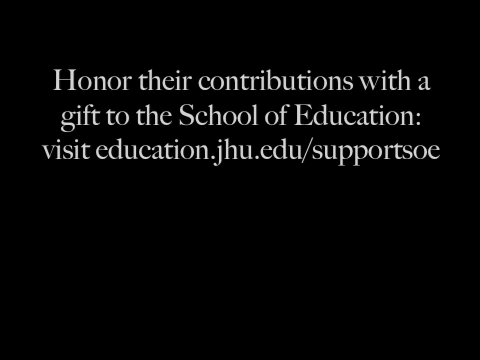 Honor their contributions with a
gift to the School of Education:
visit education.jhu.edu/supportsoe